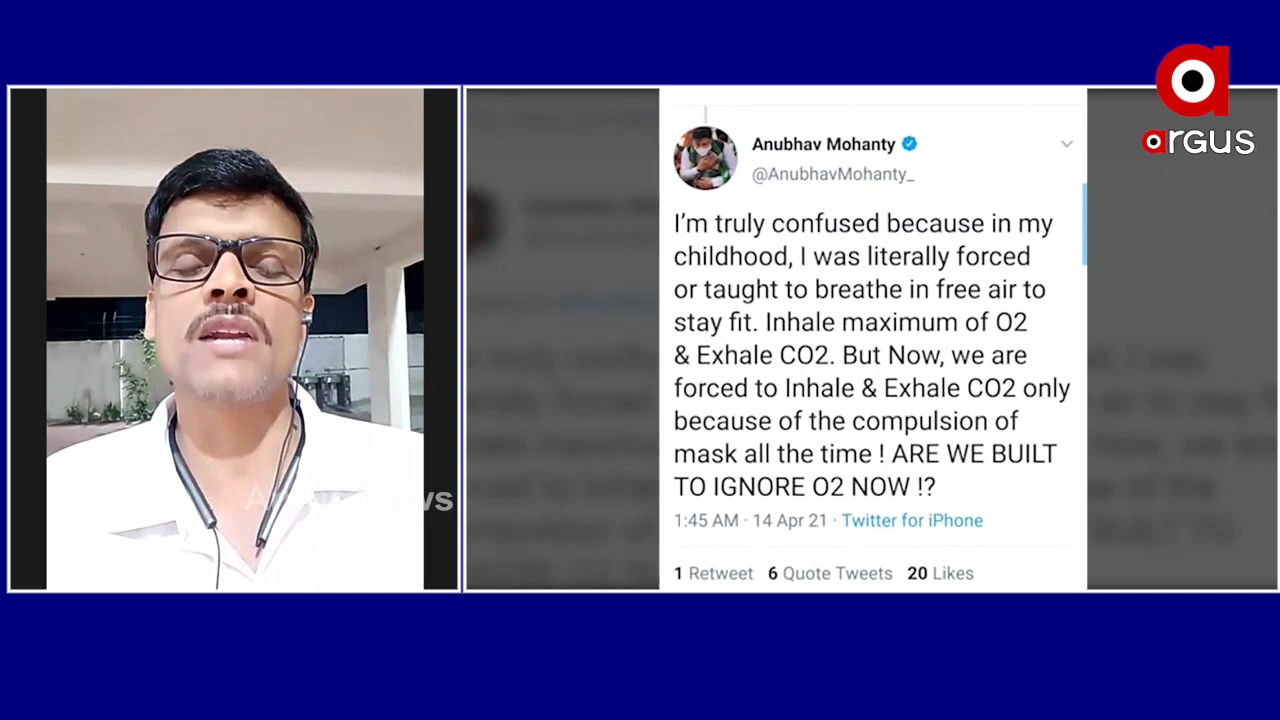 argus
Anubhav Mohanty
@AnubhavMohanty_
I'm truly confused because in my
childhood, I was literally forced
or taught to breathe in free air to
stay fit. Inhale maximum of O2
& Exhale CO2. But Now, we are
forced to Inhale & Exhale CO2 only
because of the compulsion of
mask all the time ! ARE WE BUILT
TO IGNORE O2 NOW !?
1:45 AM · 14 Apr 21 · Twitter for iPhone
1 Retweet 6 Quote Tweets 20 Likes
Argus News